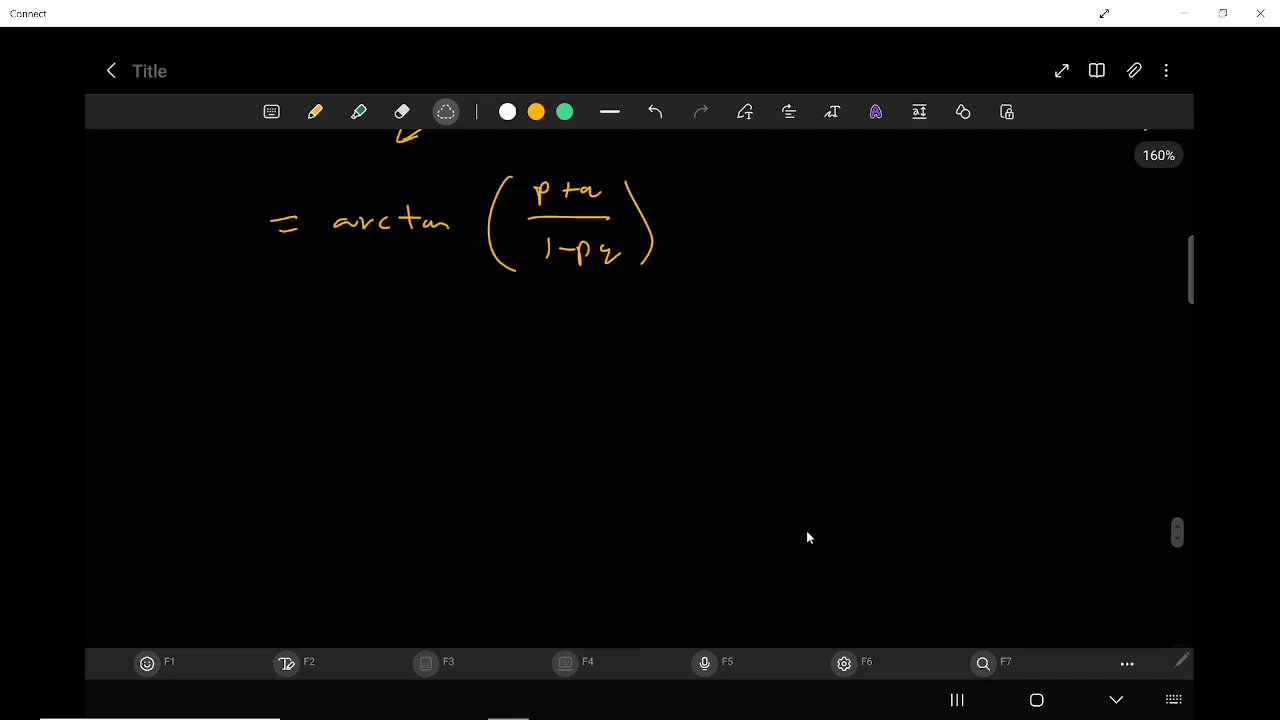 Connect
Title
160%
= arctan ( p+q / 1-pq )
F1 F2 F3 F4 F5 F6 F7